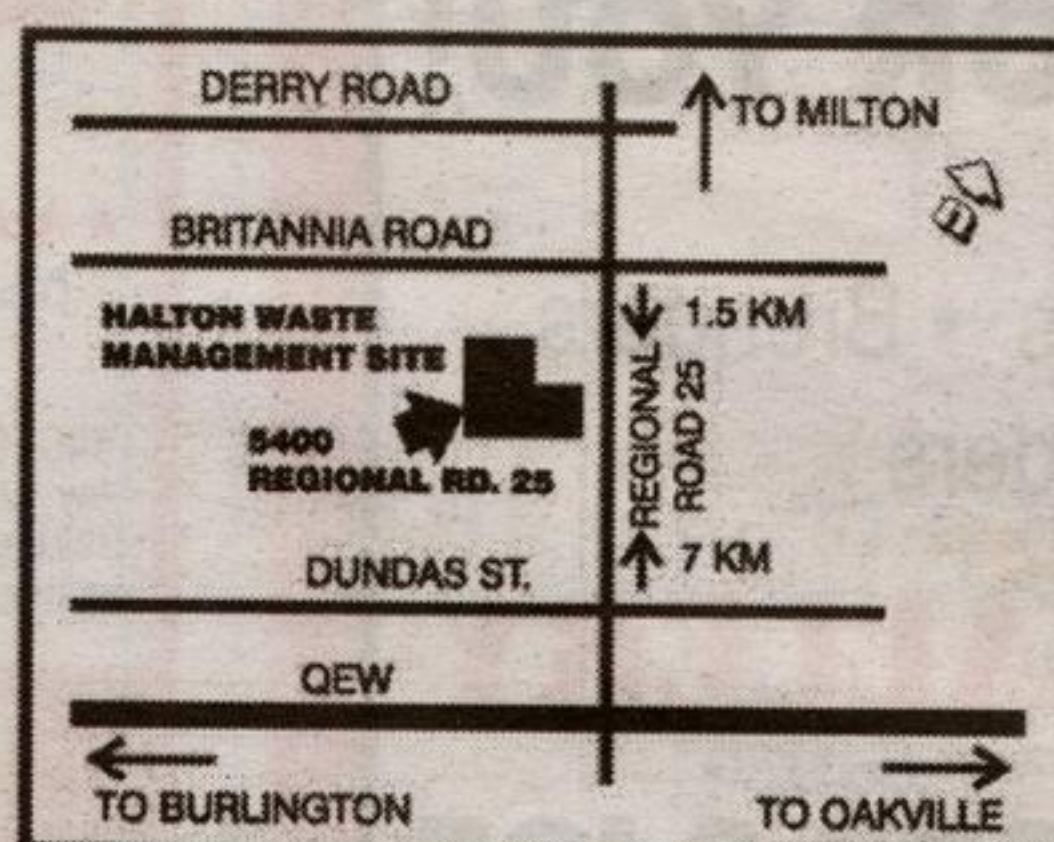 DERRY ROAD
TO MILTON
E
BRITANNIA ROAD
HALTON WASTE
MANAGEMENT SITE
1.5 KM
REGIONAL
ROAD 25
5400
REGIONAL RD. 25
7 KM
DUNDAS ST.
QEW
TO BURLINGTON
TO OAKVILLE